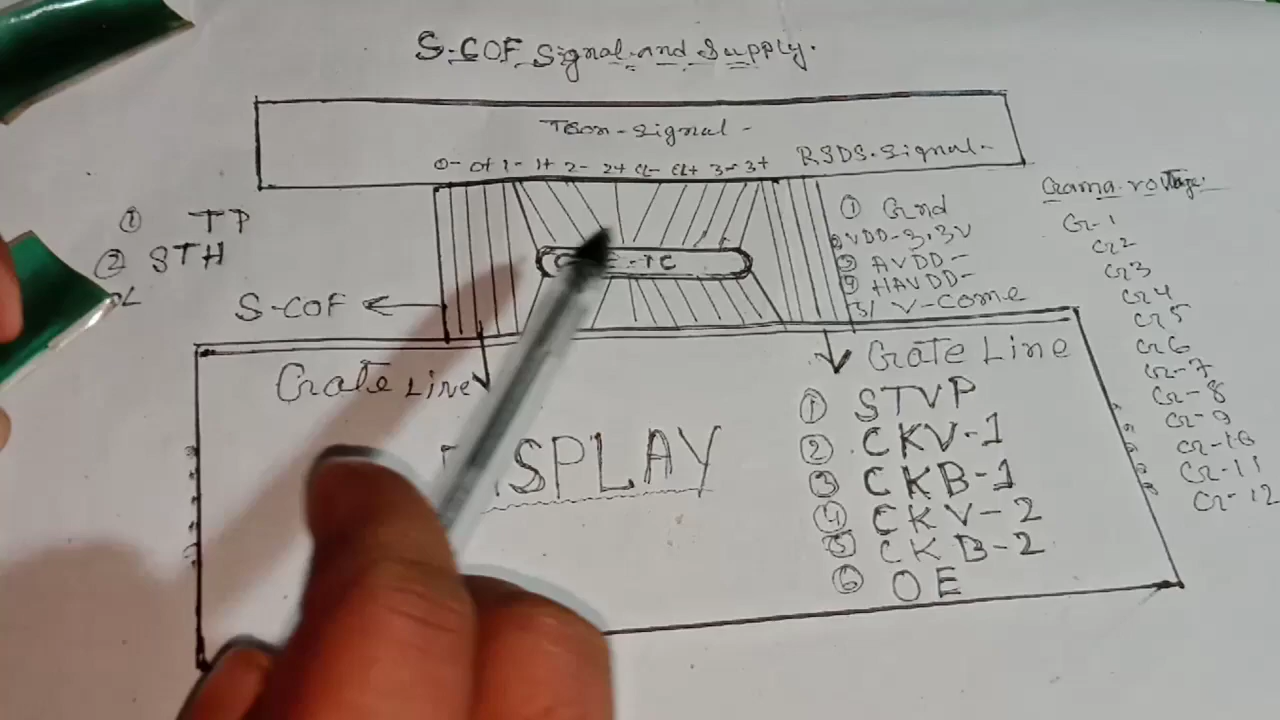 S-COF Signal and Supply.
Tcon-Signal-
0- 0+ 1- 1+ 2- 2+ CL- CL+ 3- 3+
RSDS.Signal-
① TP
② STH
OL
S-COF
-IC
① Gnd
② VDD-3.3V
③ AVDD-
④ HAVDD-
5/ V-Come
Gama-voltage:
G-1
G2
G3
G4
G5
G6
G-7
G-8
G-9
G-10
G-11
G-12
Gate Line
Gate Line
DISPLAY
① STVP
② CKV-1
③ CKB-1
④ CKV-2
⑤ CKB-2
⑥ OE